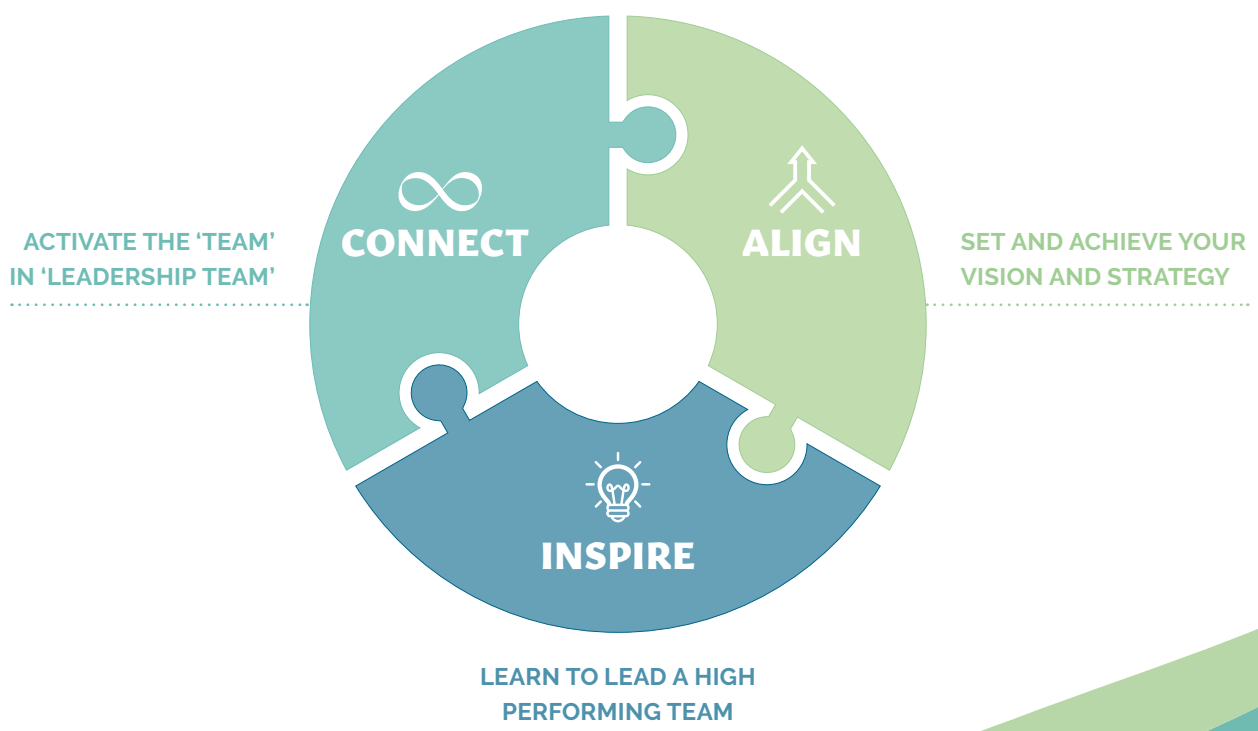 CONNECT
ALIGN
ACTIVATE THE ‘TEAM’
IN ‘LEADERSHIP TEAM’
SET AND ACHIEVE YOUR
VISION AND STRATEGY
INSPIRE
LEARN TO LEAD A HIGH
PERFORMING TEAM